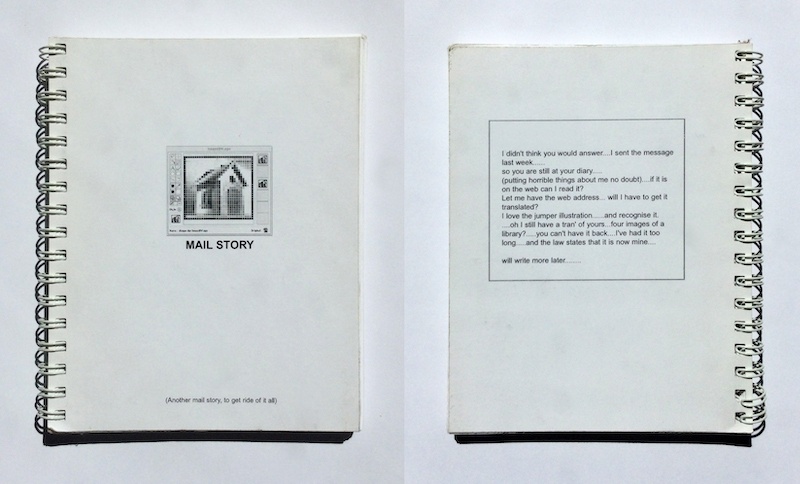 MAIL STORY
(Another mail story, to get ride of it all)
I didn't think you would answer....I sent the message
last week......
so you are still at your diary.....
(putting horrible things about me no doubt)....if it is
on the web can I read it?
Let me have the web address... will I have to get it
translated?
I love the jumper illustration......and recognise it.
....oh I still have a tran' of yours...four images of a
library?.....you can't have it back....I've had it too
long.....and the law states that it is now mine....
will write more later........